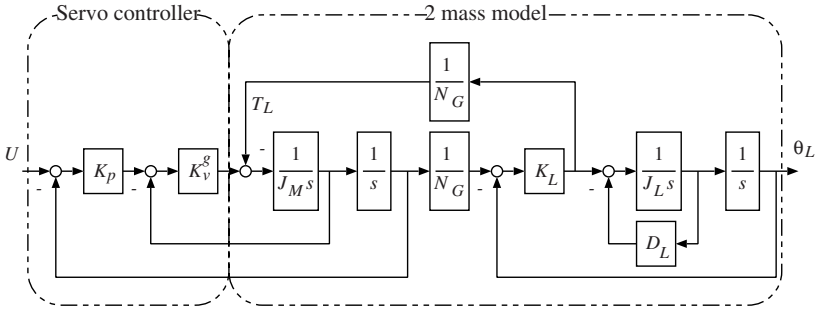 Servo controller
2 mass model
1
N_G
T_L
U
-
K_p
-
K_v^g
-
1
J_M s
1
s
1
N_G
-
K_L
-
1
J_L s
1
s
θ_L
D_L